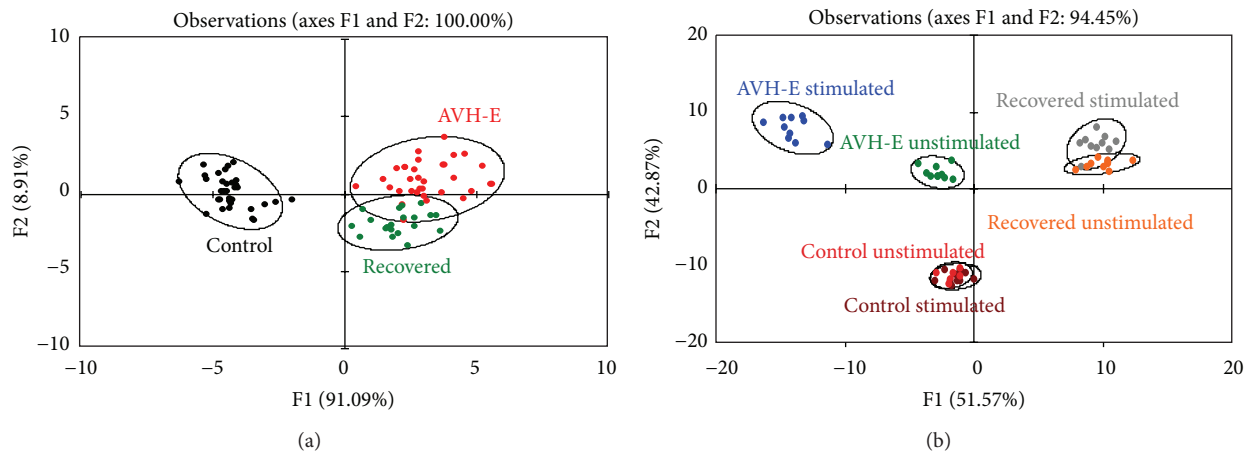 Observations (axes F1 and F2: 100.00%)
10
5
0
−5
−10
F2 (8.91%)
AVH-E
Control
Recovered
−10
−5
0
5
10
F1 (91.09%)
(a)
Observations (axes F1 and F2: 94.45%)
20
10
0
−10
−20
F2 (42.87%)
AVH-E stimulated
Recovered stimulated
AVH-E unstimulated
Recovered unstimulated
Control unstimulated
Control stimulated
−20
−10
0
10
20
F1 (51.57%)
(b)